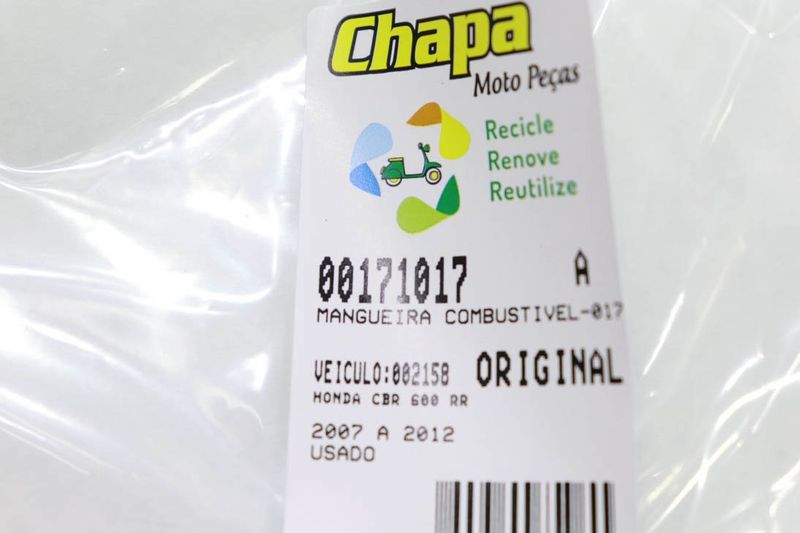 Chapa
Moto Peças
Recicle
Renove
Reutilize
00171017 A
MANGUEIRA COMBUSTIVEL-017
VEICULO:002158 ORIGINAL
HONDA CBR 600 RR
2007 A 2012
USADO